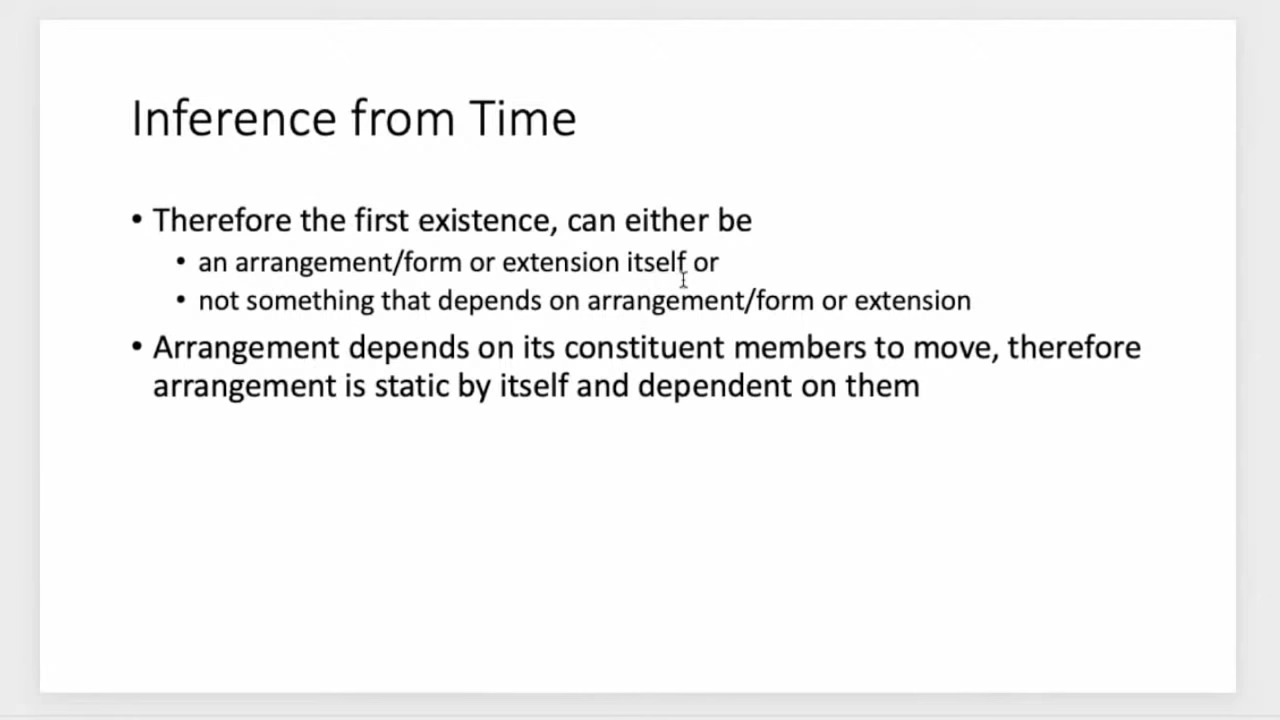 Inference from Time
• Therefore the first existence, can either be
• an arrangement/form or extension itself or
• not something that depends on arrangement/form or extension
• Arrangement depends on its constituent members to move, therefore
arrangement is static by itself and dependent on them